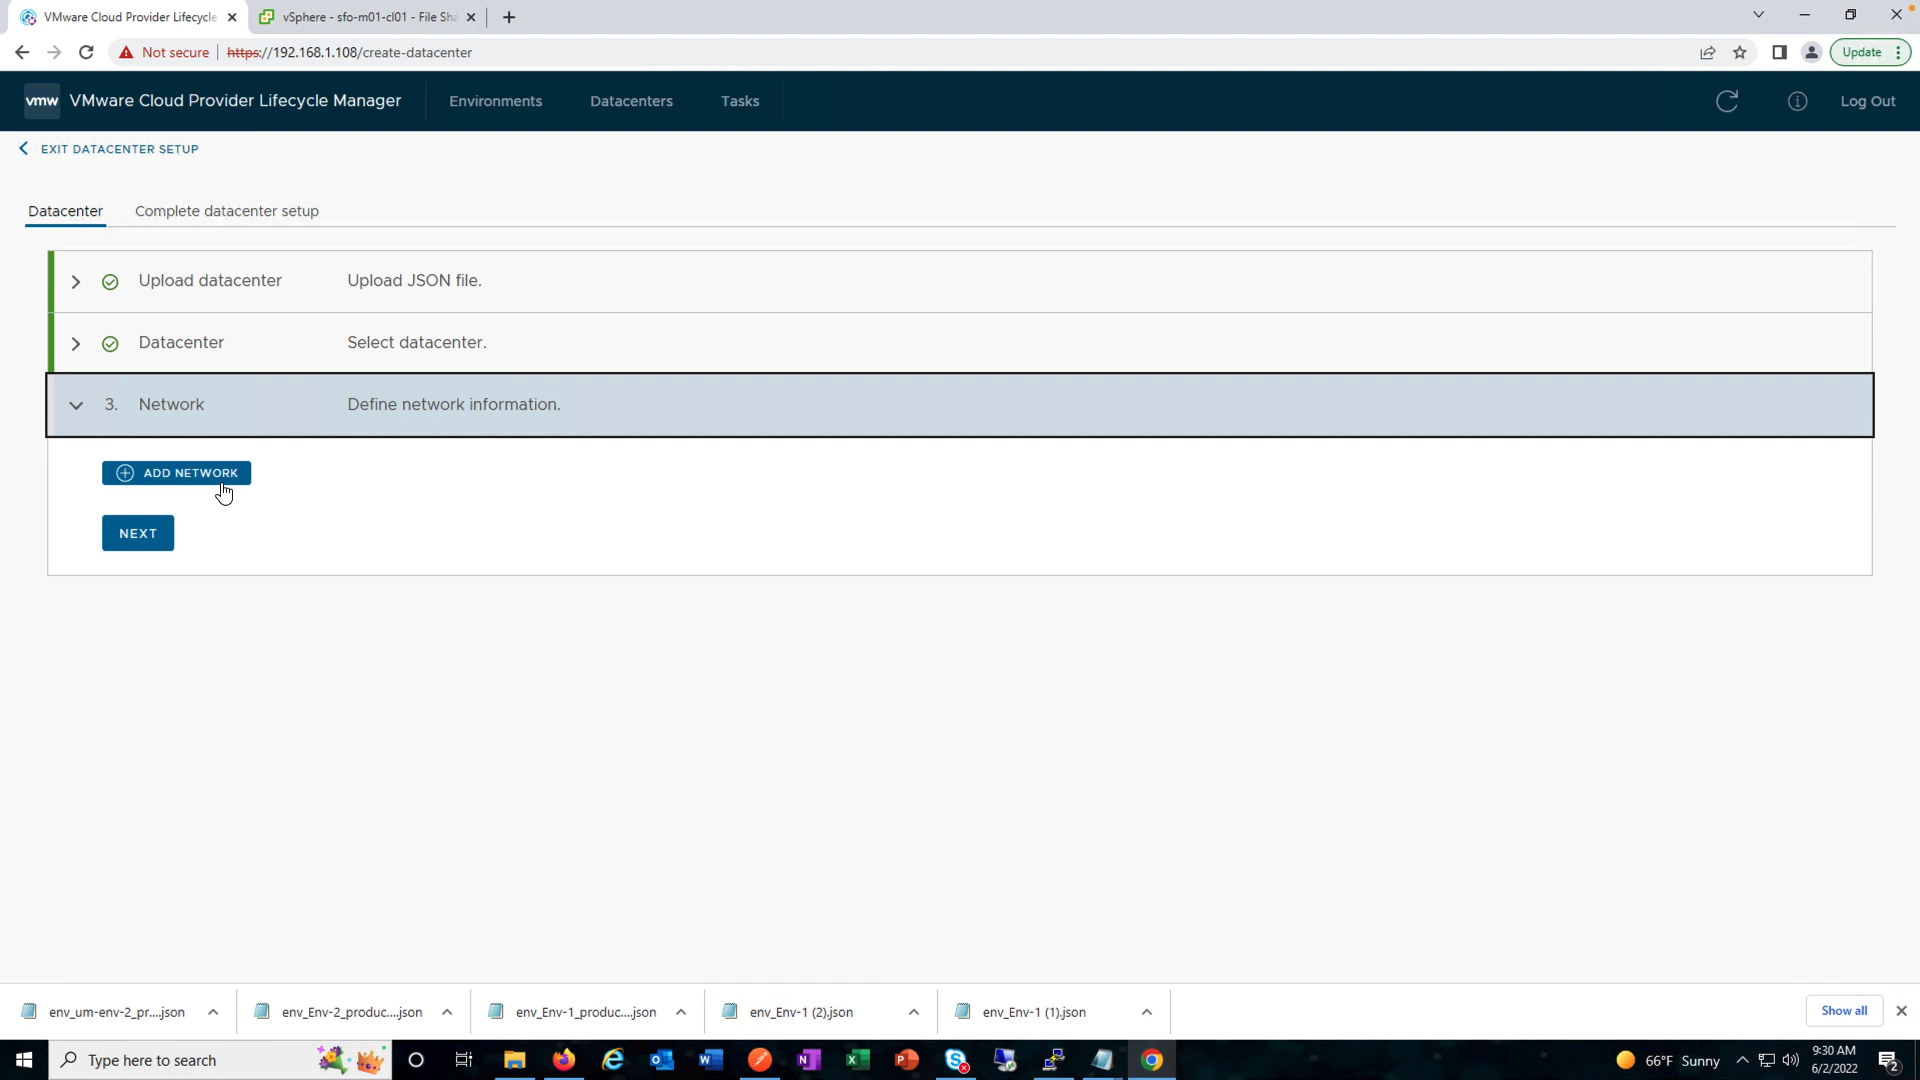 VMware Cloud Provider Lifecycle
vSphere - sfo-m01-cl01 - File Sha
Not secure
https://192.168.1.108/create-datacenter
Update
vmw
VMware Cloud Provider Lifecycle Manager
Environments
Datacenters
Tasks
Log Out
EXIT DATACENTER SETUP
Datacenter
Complete datacenter setup
Upload datacenter
Upload JSON file.
Datacenter
Select datacenter.
3. Network
Define network information.
ADD NETWORK
NEXT
env_um-env-2_pr....json
env_Env-2_produc....json
env_Env-1_produc....json
env_Env-1 (2).json
env_Env-1 (1).json
Show all
Type here to search
66°F Sunny
9:30 AM
6/2/2022
2